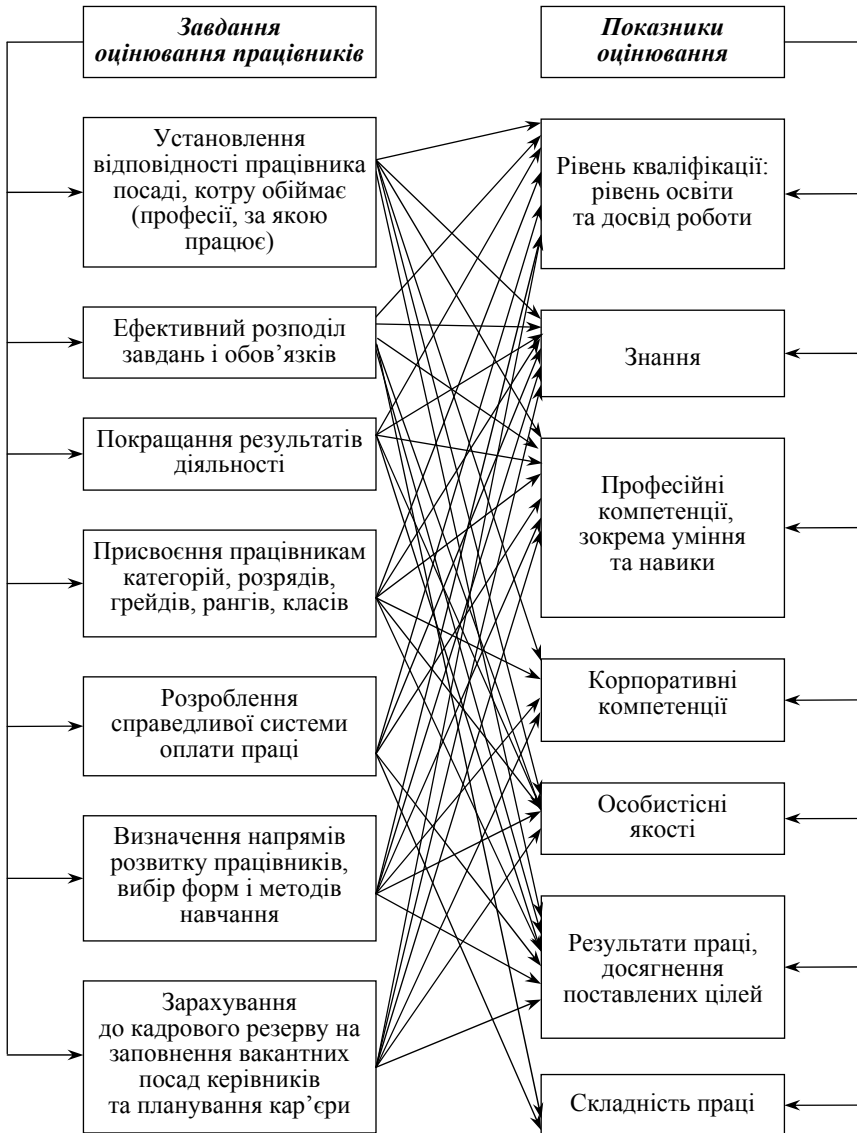 Завдання
оцінювання працівників
Показники
оцінювання
Установлення
відповідності працівника
посаді, котру обіймає
(професії, за якою
працює)
Ефективний розподіл
завдань і обов’язків
Покращання результатів
діяльності
Присвоєння працівникам
категорій, розрядів,
грейдів, рангів, класів
Розроблення
справедливої системи
оплати праці
Визначення напрямів
розвитку працівників,
вибір форм і методів
навчання
Зарахування
до кадрового резерву на
заповнення вакантних
посад керівників
та планування кар’єри
Рівень кваліфікації:
рівень освіти
та досвід роботи
Знання
Професійні
компетенції,
зокрема уміння
та навики
Корпоративні
компетенції
Особистісні
якості
Результати праці,
досягнення
поставлених цілей
Складність праці